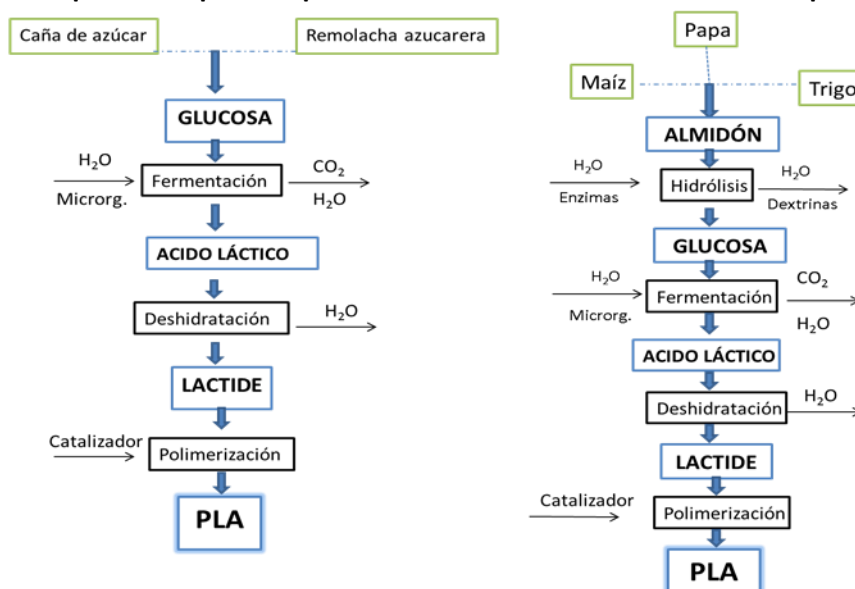 Caña de azúcar
Remolacha azucarera
GLUCOSA
H₂O
Microrg.
Fermentación
CO₂
H₂O
ACIDO LÁCTICO
Deshidratación
H₂O
LACTIDE
Catalizador
Polimerización
PLA
Papa
Maíz
Trigo
ALMIDÓN
H₂O
Enzimas
Hidrólisis
H₂O
Dextrinas
GLUCOSA
H₂O
Microrg.
Fermentación
CO₂
H₂O
ACIDO LÁCTICO
Deshidratación
H₂O
LACTIDE
Catalizador
Polimerización
PLA